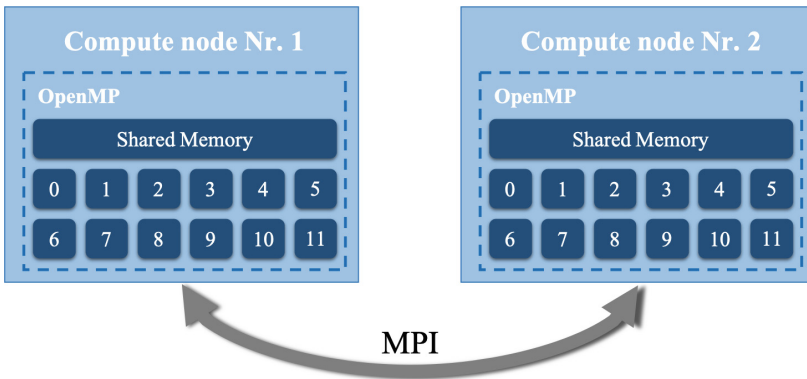 Compute node Nr. 1
OpenMP
Shared Memory
0 1 2 3 4 5
6 7 8 9 10 11
Compute node Nr. 2
OpenMP
Shared Memory
0 1 2 3 4 5
6 7 8 9 10 11
MPI